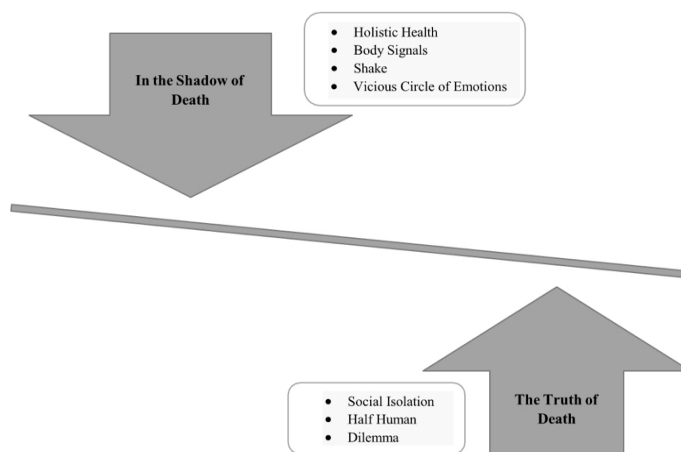 In the Shadow of
Death
Holistic Health
Body Signals
Shake
Vicious Circle of Emotions
Social Isolation
Half Human
Dilemma
The Truth of
Death